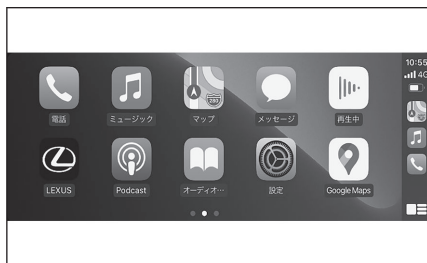 10:55
4G
280
電話
ミュージック
マップ
メッセージ
再生中
LEXUS
Podcast
オーディオ…
設定
Google Maps